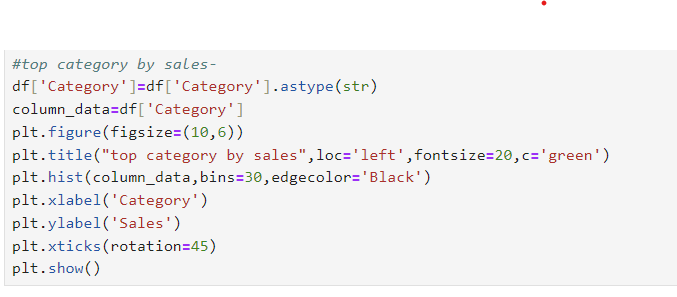 #top category by sales-
df['Category']=df['Category'].astype(str)
column_data=df['Category']
plt.figure(figsize=(10,6))
plt.title("top category by sales",loc='left',fontsize=20,c='green')
plt.hist(column_data,bins=30,edgecolor='Black')
plt.xlabel('Category')
plt.ylabel('Sales')
plt.xticks(rotation=45)
plt.show()